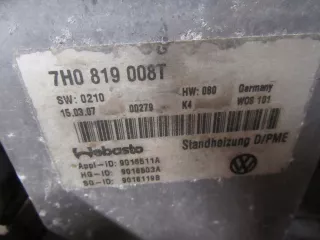 7H0 819 008T
SW: 0210 HW: 080 Germany
15.03.07 00279 K4 WOS 101
Webasto Standheizung D/PME
Appl-ID: 9016511A
HG-ID: 9016503A
SG-ID: 9016119B